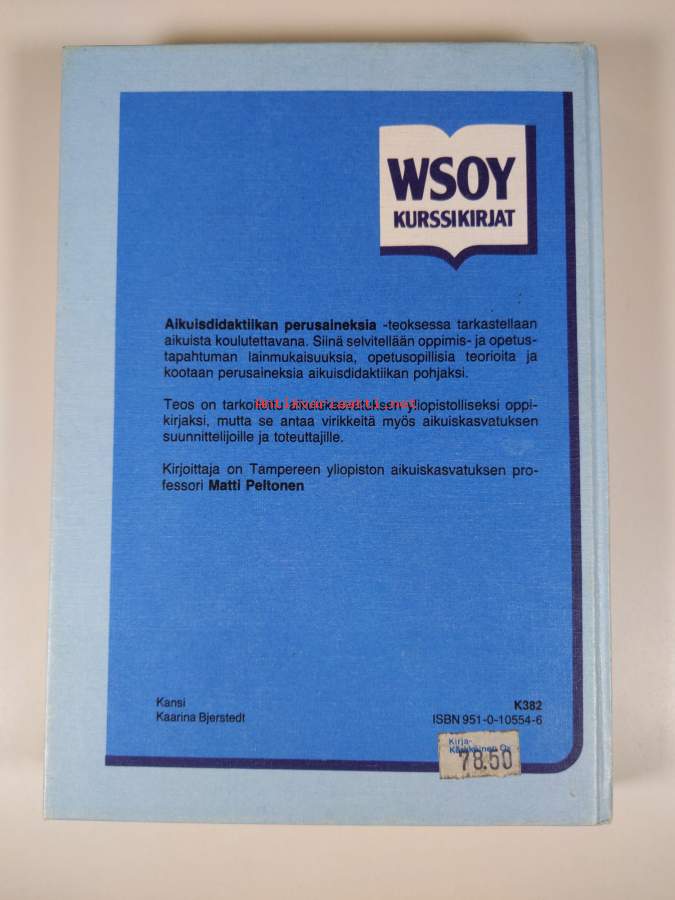 WSOY
KURSSIKIRJAT
Aikuisdidaktiikan perusaineksia -teoksessa tarkastellaan
aikuista koulutettavana. Siinä selvitellään oppimis- ja opetus-
tapahtuman lainmukaisuuksia, opetusopillisia teorioita ja
kootaan perusaineksia aikuisdidaktiikan pohjaksi.
Teos on tarkoitettu yliopistolliseksi oppi-
kirjaksi, mutta se antaa virikkeitä myös aikuiskasvatuksen
suunnittelijoille ja toteuttajille.
Kirjoittaja on Tampereen yliopiston aikuiskasvatuksen pro-
fessori Matti Peltonen
Kansi
Kaarina Bjerstedt
K382
ISBN 951-0-10554-6
Kirja-
Kärkkäinen Oy
78.50